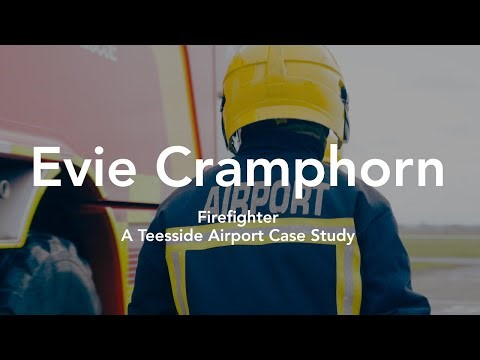 Evie Cramphorn
AIRPORT
Firefighter
A Teesside Airport Case Study